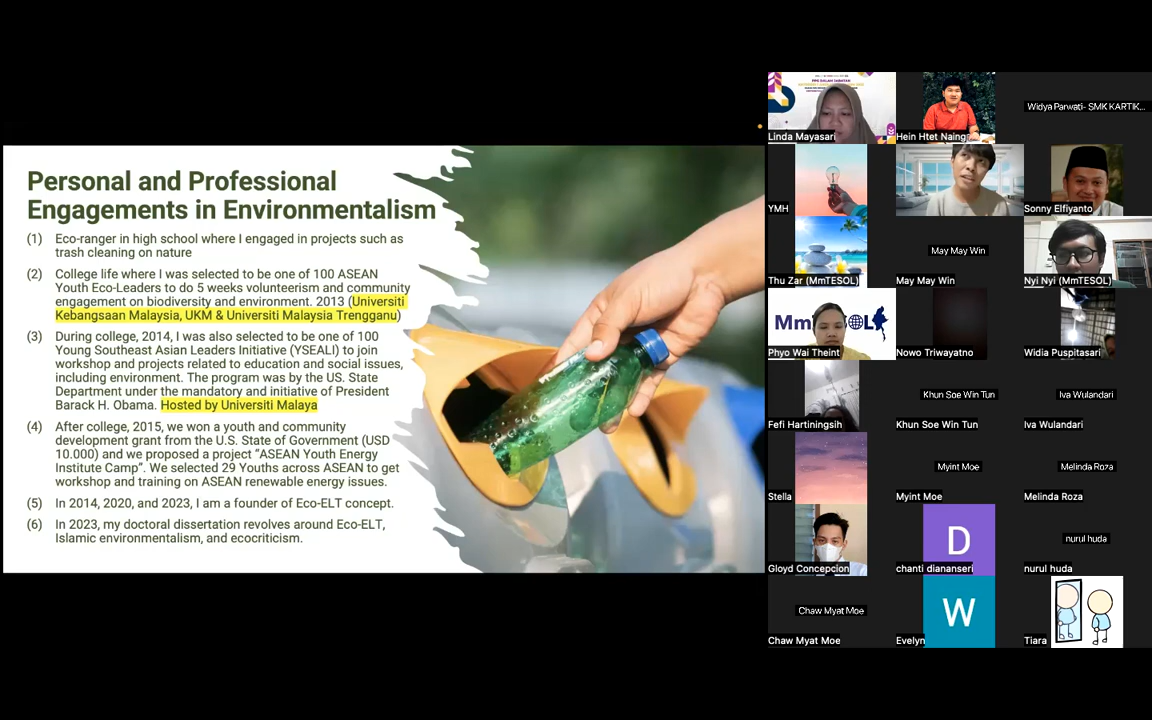 Personal and Professional
Engagements in Environmentalism
(1) Eco-ranger in high school where I engaged in projects such as
trash cleaning on nature
(2) College life where I was selected to be one of 100 ASEAN
Youth Eco-Leaders to do 5 weeks volunteerism and community
engagement on biodiversity and environment. 2013 (Universiti
Kebangsaan Malaysia, UKM & Universiti Malaysia Trengganu)
(3) During college, 2014, I was also selected to be one of 100
Young Southeast Asian Leaders Initiative (YSEALI) to join
workshop and projects related to education and social issues,
including environment. The program was by the US. State
Department under the mandatory and initiative of President
Barack H. Obama. Hosted by Universiti Malaya
(4) After college, 2015, we won a youth and community
development grant from the U.S. State of Government (USD
10.000) and we proposed a project “ASEAN Youth Energy
Institute Camp”. We selected 29 Youths across ASEAN to get
workshop and training on ASEAN renewable energy issues.
(5) In 2014, 2020, and 2023, I am a founder of Eco-ELT concept.
(6) In 2023, my doctoral dissertation revolves around Eco-ELT,
Islamic environmentalism, and ecocriticism.
Linda Mayasari
Hein Htet Naing
Widya Parwati- SMK KARTIK...
YMH
Sonny Elfiyanto
Thu Zar (MmTESOL)
May May Win
May May Win
Nyi Nyi (MmTESOL)
Phyo Wai Theint
Nowo Triwayatno
Widia Puspitasari
Fefi Hartiningsih
Khun Soe Win Tun
Khun Soe Win Tun
Iva Wulandari
Iva Wulandari
Stella
Myint Moe
Myint Moe
Melinda Roza
Melinda Roza
Gloyd Concepcion
D
chanti diananseri
nurul huda
nurul huda
Chaw Myat Moe
Chaw Myat Moe
W
Evelyn
Tiara